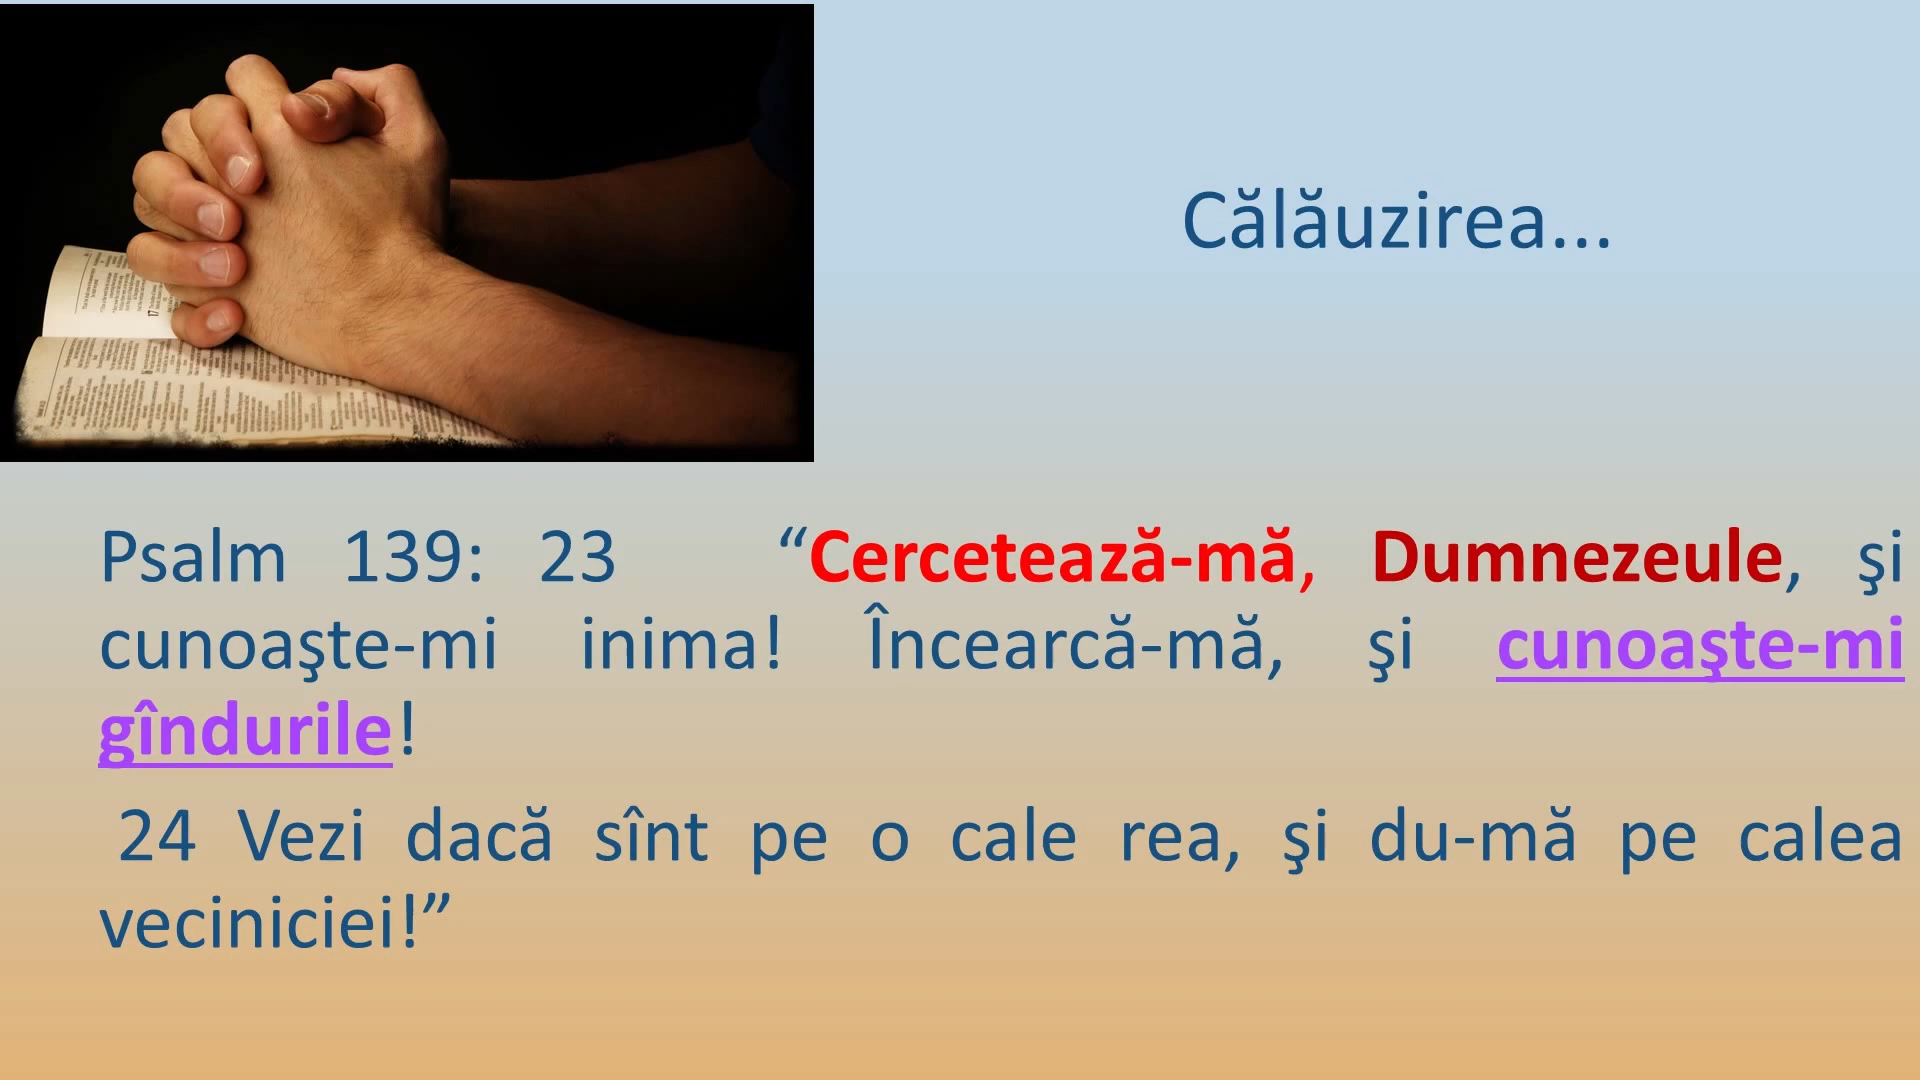 Călăuzirea...
Psalm 139: 23 “Cercetează-mă, Dumnezeule, şi
cunoaşte-mi inima! Încearcă-mă, şi cunoaşte-mi
gîndurile!
24 Vezi dacă sînt pe o cale rea, şi du-mă pe calea
veciniciei!”